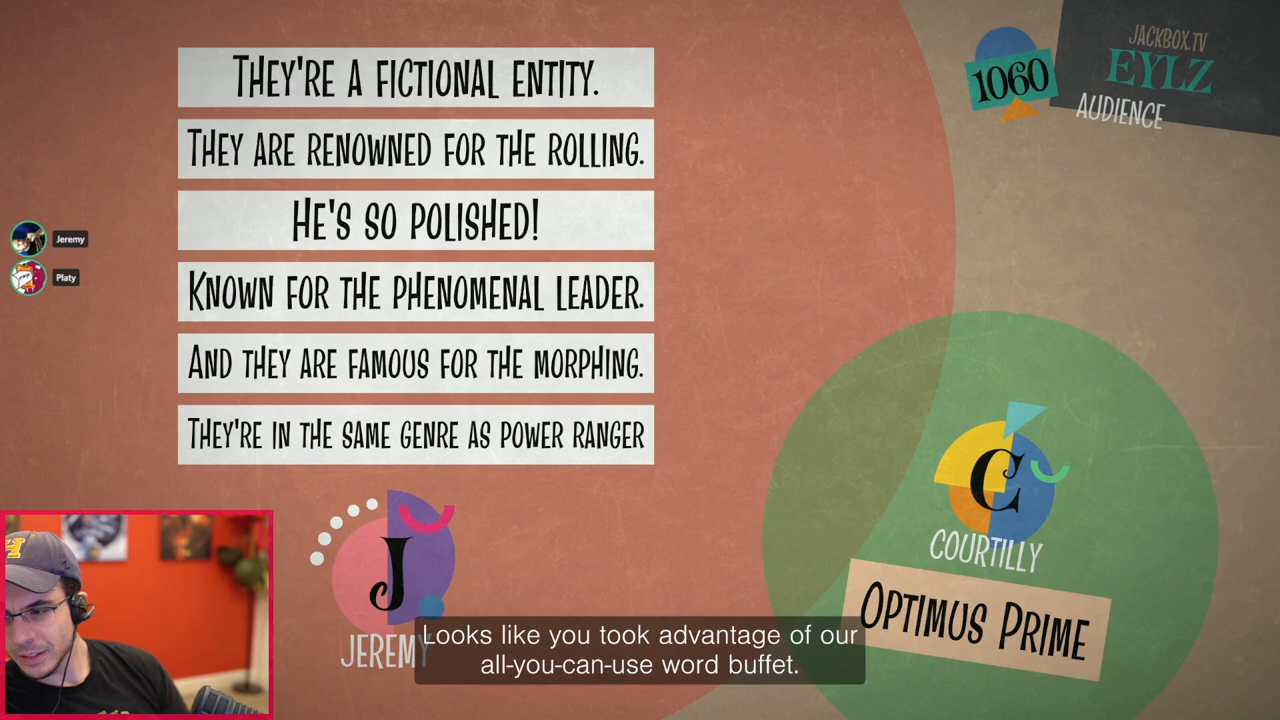 THEY'RE A FICTIONAL ENTITY.
THEY ARE RENOWNED FOR THE ROLLING.
HE'S SO POLISHED!
KNOWN FOR THE PHENOMENAL LEADER.
AND THEY ARE FAMOUS FOR THE MORPHING.
THEY'RE IN THE SAME GENRE AS POWER RANGER
1060
JACKBOX.TV
EYLZ
AUDIENCE
Jeremy
Platy
H
J
JEREMY
C
COURTILLY
OPTIMUS PRIME
Looks like you took advantage of our
all-you-can-use word buffet.